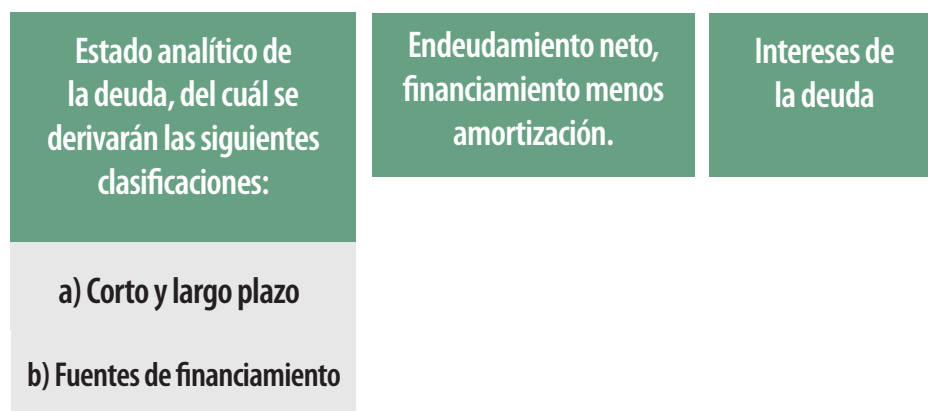 Estado analítico de
la deuda, del cuál se
derivarán las siguientes
clasificaciones:
a) Corto y largo plazo
b) Fuentes de financiamiento
Endeudamiento neto,
financiamiento menos
amortización.
Intereses de
la deuda